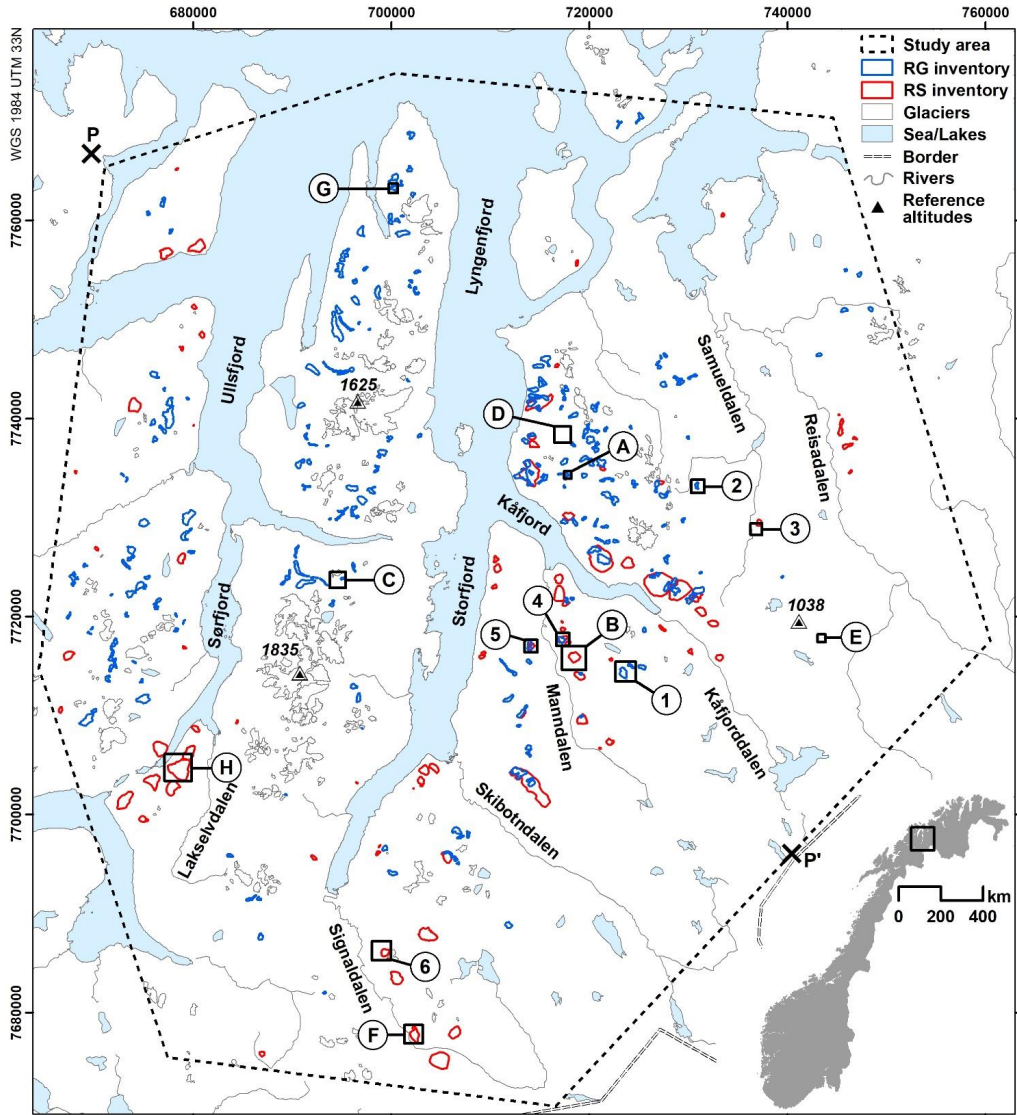 680000
700000
720000
740000
760000
WGS 1984 UTM 33N
7760000
7740000
7720000
7700000
7680000
Study area
RG inventory
RS inventory
Glaciers
Sea/Lakes
Border
Rivers
Reference
altitudes
P
G
Lyngenfjord
Ullsfjord
1625
Samueldalen
Reisadalen
D
A
2
Kåfjord
3
C
Storfjord
Sørfjord
1038
4
B
E
5
1835
1
Manndalen
Kåfjorddalen
H
Lakselvdalen
Skibotndalen
P'
km
0 200 400
Signaldalen
6
F